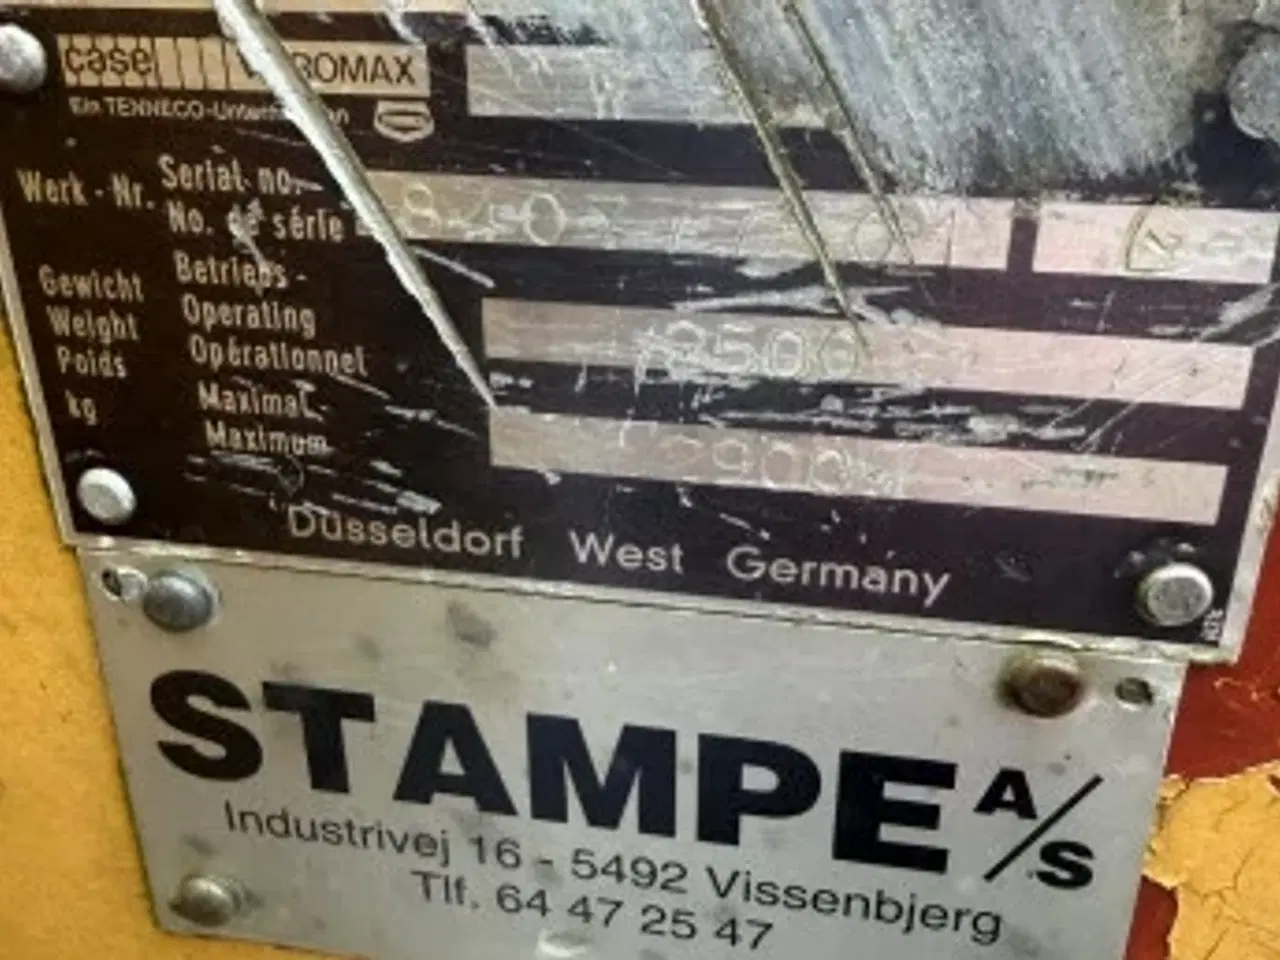 case
Ein TENNECO-
Werk - Nr. Serial no.
No. de série
Gewicht Betriebs -
Weight Operating
Poids Opérationnel
kg Maximal-
Maximum
Düsseldorf West Germany
STAMPE A/S
Industrivej 16 - 5492 Vissenbjerg
Tlf. 64 47 25 47